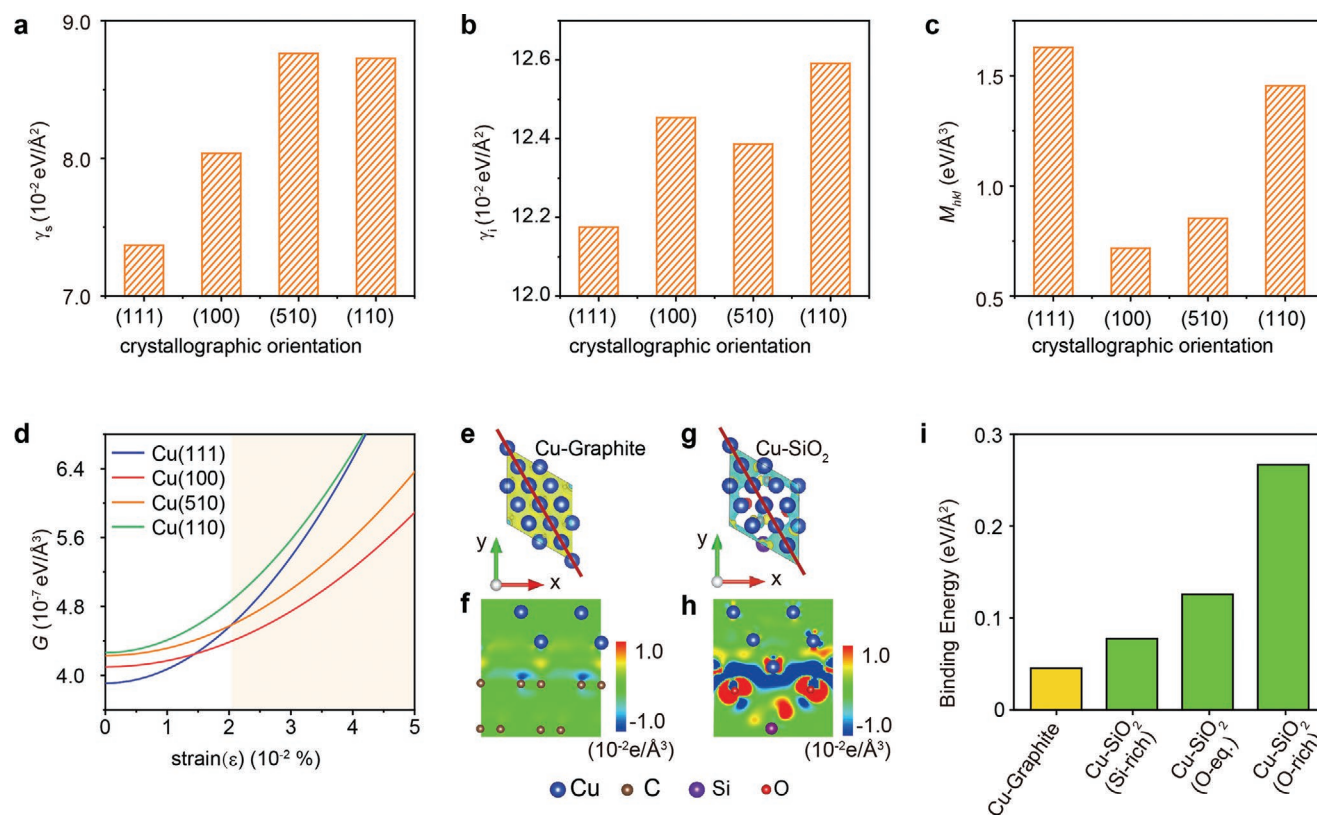 a
9.0
8.0
7.0
γs (10-2 eV/Å2)
(111) (100) (510) (110)
crystallographic orientation
b
12.6
12.4
12.2
12.0
γi (10-2 eV/Å2)
(111) (100) (510) (110)
crystallographic orientation
c
1.5
1.0
0.5
Mhkl (eV/Å3)
(111) (100) (510) (110)
crystallographic orientation
d
Cu(111)
Cu(100)
Cu(510)
Cu(110)
6.4
5.6
4.8
4.0
G (10-7 eV/Å3)
0 1 2 3 4 5
strain(ε) (10-2 %)
e
Cu-Graphite
y
x
f
1.0
-1.0
(10-2e/Å3)
g
Cu-SiO2
y
x
h
1.0
-1.0
(10-2e/Å3)
Cu C Si O
i
0.3
0.2
0.1
0.0
Binding Energy (eV/Å2)
Cu-Graphite
Cu-SiO2
(Si-rich)
Cu-SiO2
(O-eq.)
Cu-SiO2
(O-rich)